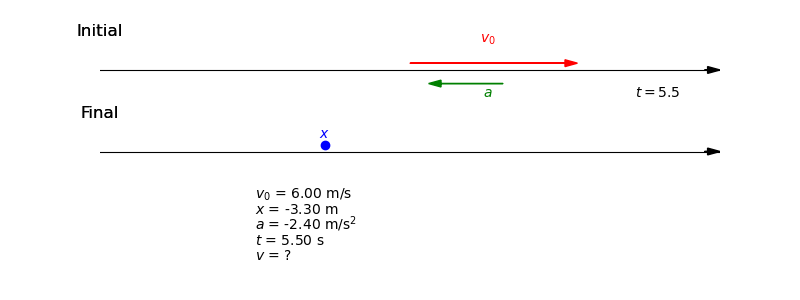 Initial
v₀
a
t = 5.5
Final
x
v₀ = 6.00 m/s
x = -3.30 m
a = -2.40 m/s²
t = 5.50 s
v = ?